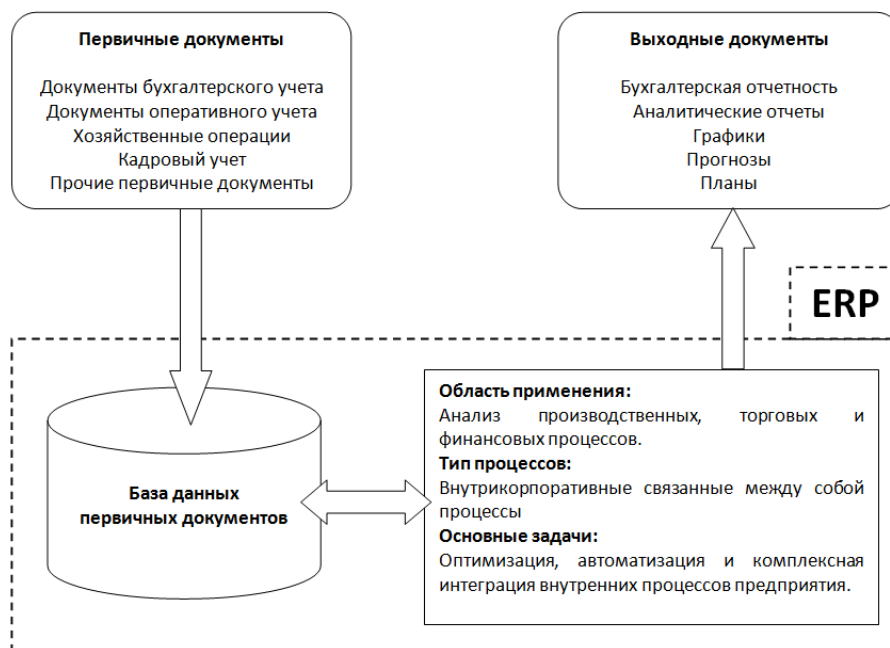 Первичные документы
Документы бухгалтерского учета
Документы оперативного учета
Хозяйственные операции
Кадровый учет
Прочие первичные документы
Выходные документы
Бухгалтерская отчетность
Аналитические отчеты
Графики
Прогнозы
Планы
ERP
База данных
первичных документов
Область применения:
Анализ производственных, торговых и
финансовых процессов.
Тип процессов:
Внутрикорпоративные связанные между собой
процессы
Основные задачи:
Оптимизация, автоматизация и комплексная
интеграция внутренних процессов предприятия.